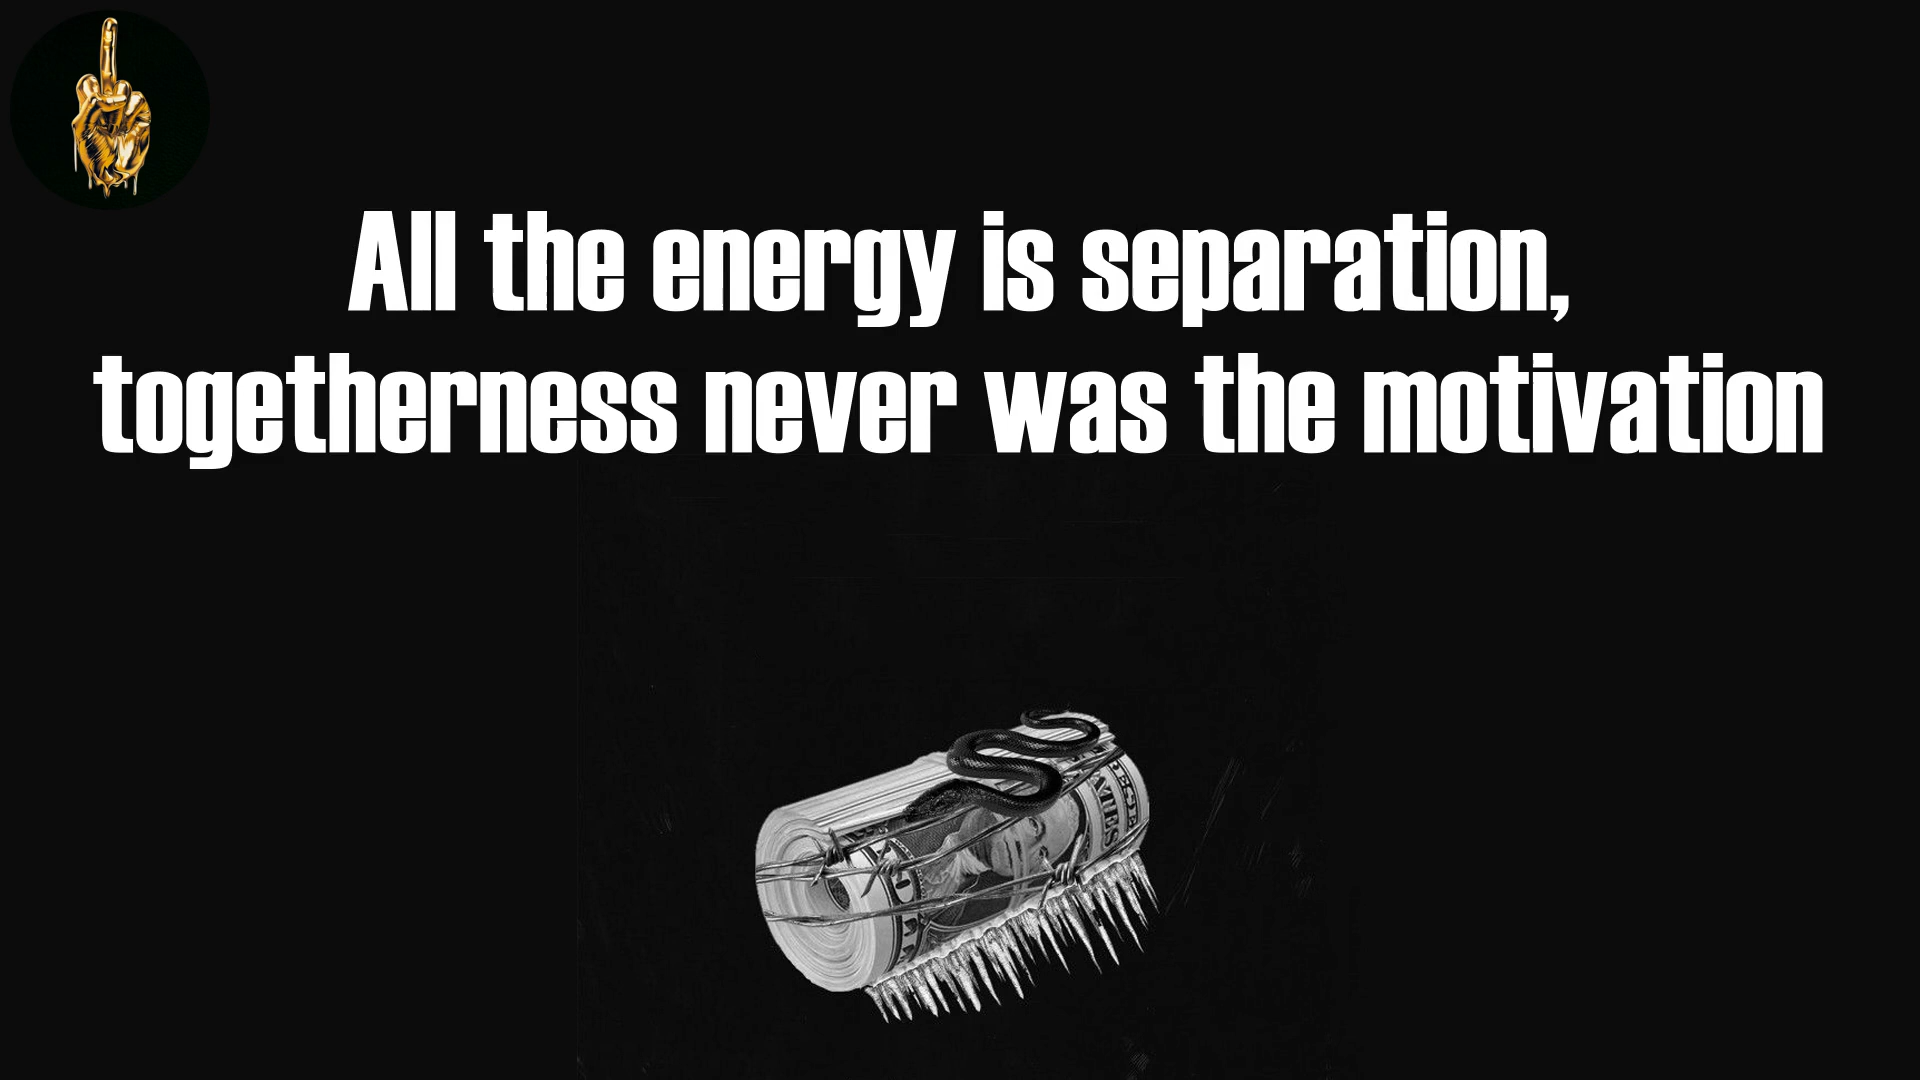 All the energy is separation,
togetherness never was the motivation